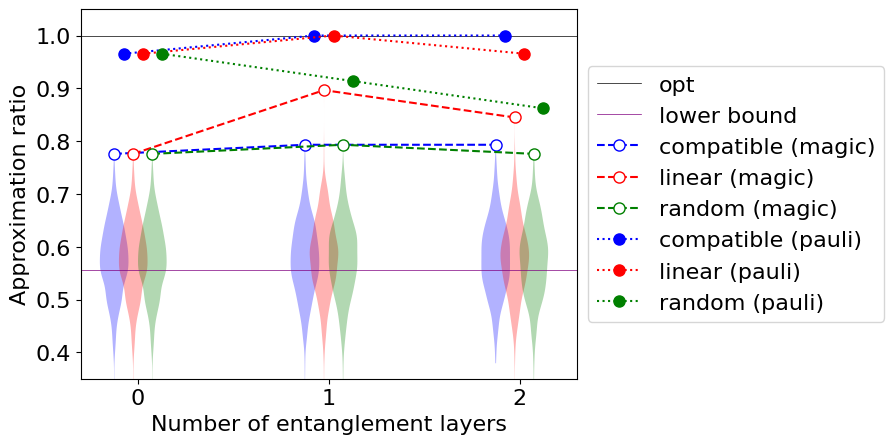 Approximation ratio
1.0
0.9
0.8
0.7
0.6
0.5
0.4
0
1
2
Number of entanglement layers
opt
lower bound
compatible (magic)
linear (magic)
random (magic)
compatible (pauli)
linear (pauli)
random (pauli)